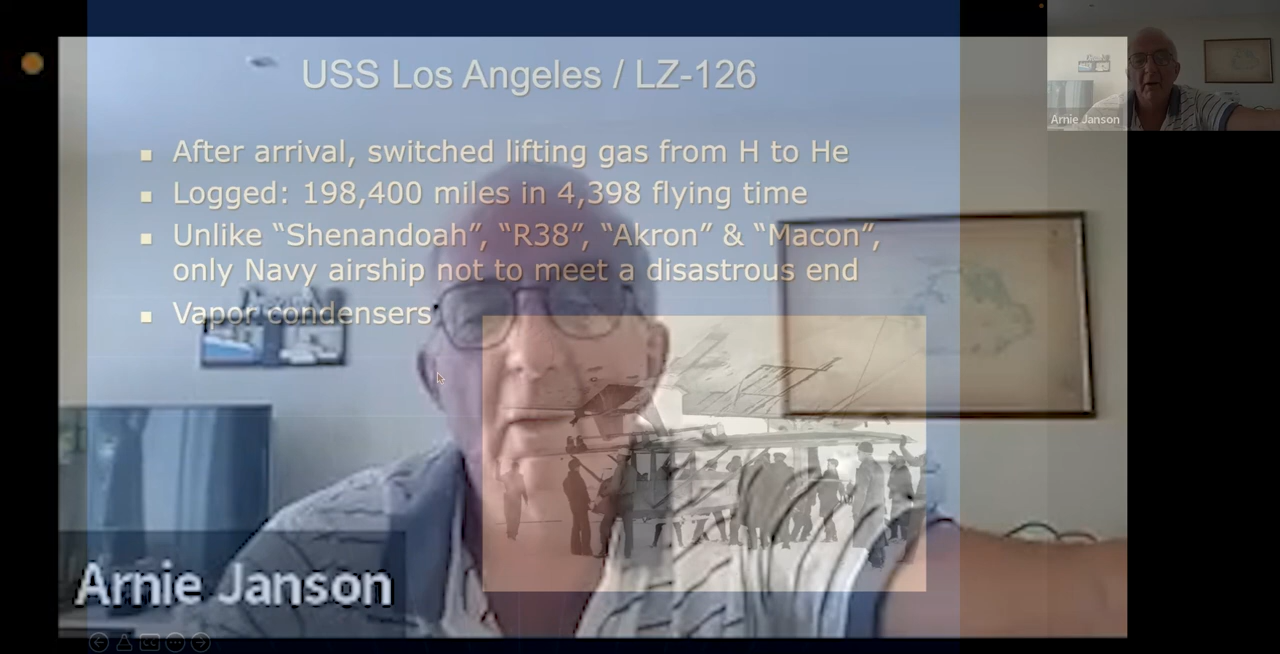 USS Los Angeles / LZ-126
After arrival, switched lifting gas from H to He
Logged: 198,400 miles in 4,398 flying time
Unlike “Shenandoah”, “R38”, “Akron” & “Macon”,
only Navy airship not to meet a disastrous end
Vapor condensers
Arnie Janson
Arnie Janson